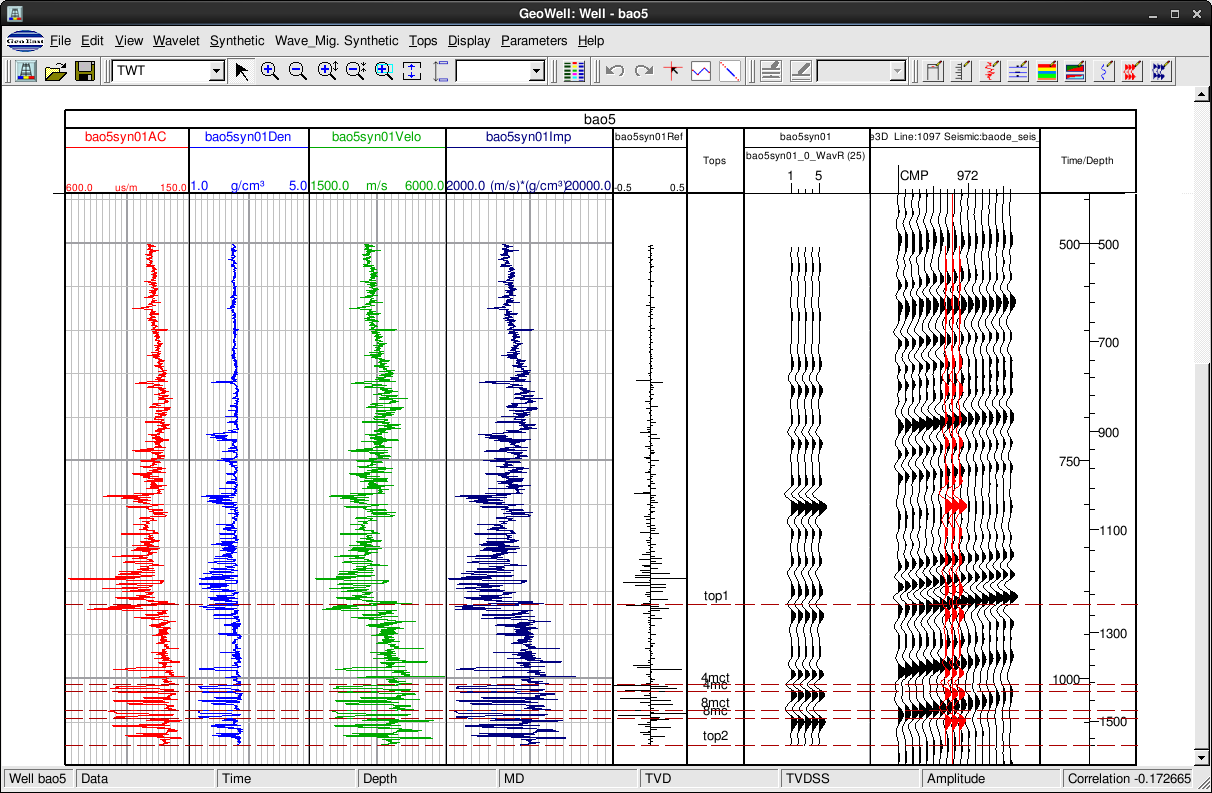 GeoWell: Well - bao5
GeoEast File Edit View Wavelet Synthetic Wave_Mig. Synthetic Tops Display Parameters Help
TWT
bao5
bao5syn01AC bao5syn01Den bao5syn01Velo bao5syn01Imp bao5syn01Ref bao5syn01 e3D Line:1097 Seismic:baode_seis_
bao5syn01_0_WavR (25)
Tops Time/Depth
1 5 CMP 972
600.0 us/m 150.0 1.0 g/cm³ 5.0 1500.0 m/s 6000.0 2000.0 (m/s)*(g/cm³) 20000.0 -0.5 0.5
500 500
700
900
750
1100
top1
1300
4mct 1000
4mc
8mct
8mc
1500
top2
Well bao5 Data Time Depth MD TVD TVDSS Amplitude Correlation -0.172665